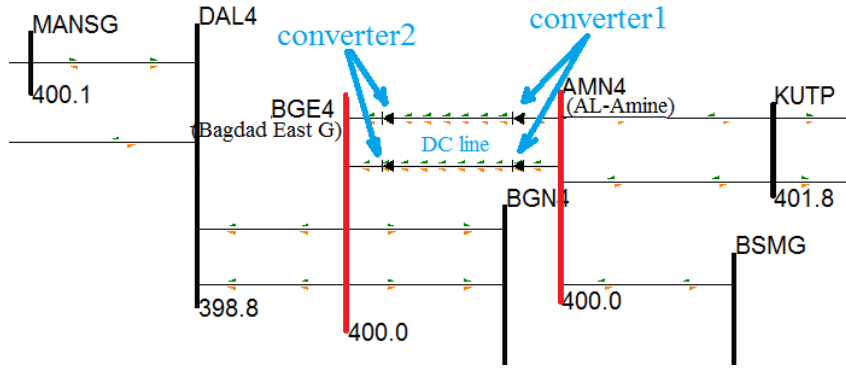 MANSG
DAL4
converter2
converter1
400.1
BGE4
(Bagdad East G)
AMN4
(AL-Amine)
KUTP
DC line
BGN4
401.8
BSMG
398.8
400.0
400.0